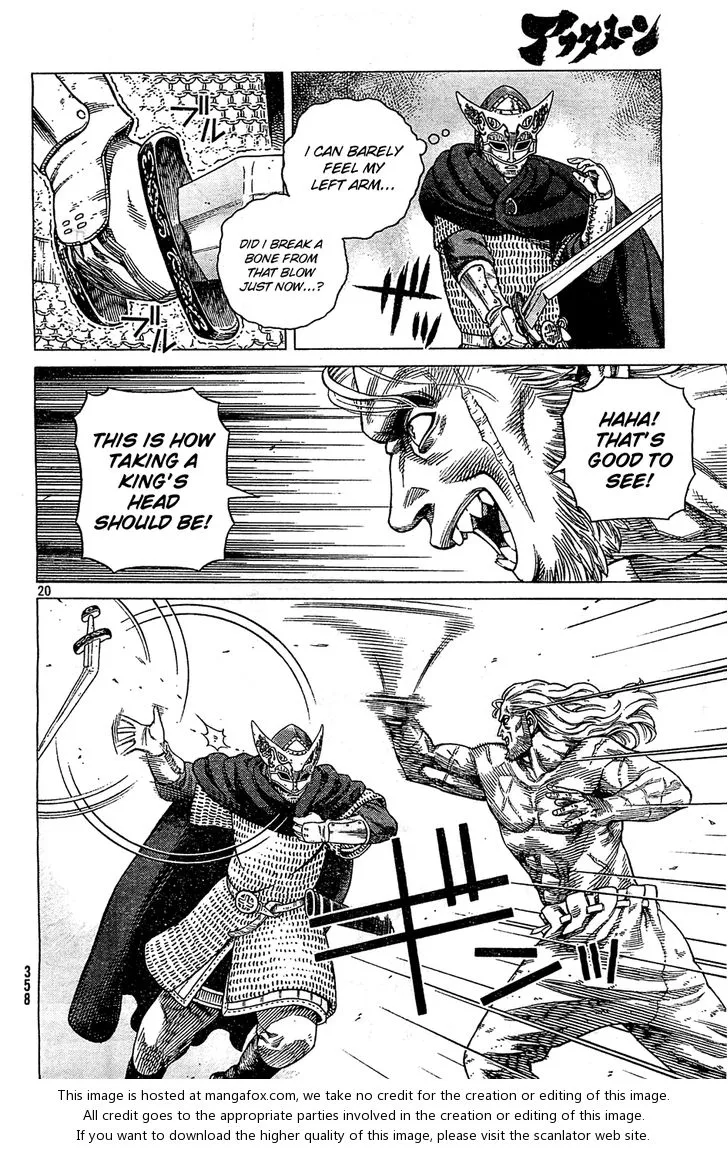 アフタヌーン
I CAN BARELY
FEEL MY
LEFT ARM...
DID I BREAK A
BONE FROM
THAT BLOW
JUST NOW...?
ブル
ブル
HAHA!
THAT'S
GOOD TO
SEE!
THIS IS HOW
TAKING A
KING'S
HEAD
SHOULD BE!
20
ギンッ
358
This image is hosted at mangafox.com, we take no credit for the creation or editing of this image.
All credit goes to the appropriate parties involved in the creation or editing of this image.
If you want to download the higher quality of this image, please visit the scanlator web site.